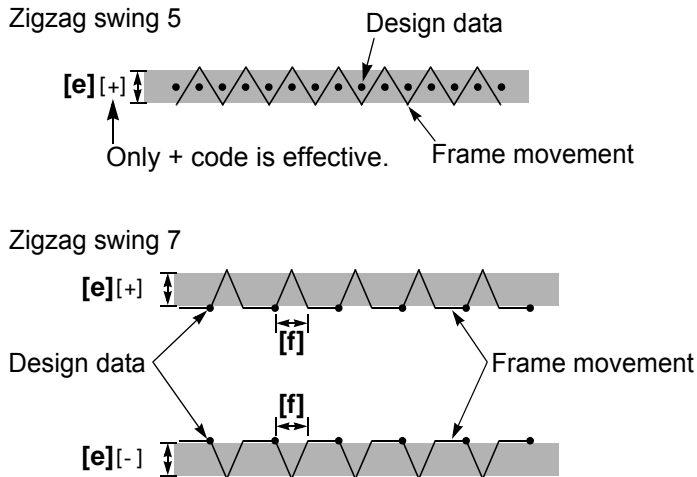 Zigzag swing 5
Design data
[e][+]
Only + code is effective.
Frame movement
Zigzag swing 7
[e][+]
[f]
Design data
Frame movement
[f]
[e][-]